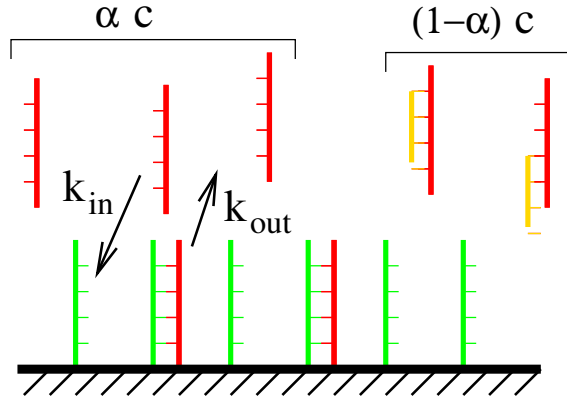 α c
(1−α) c
k_in
k_out